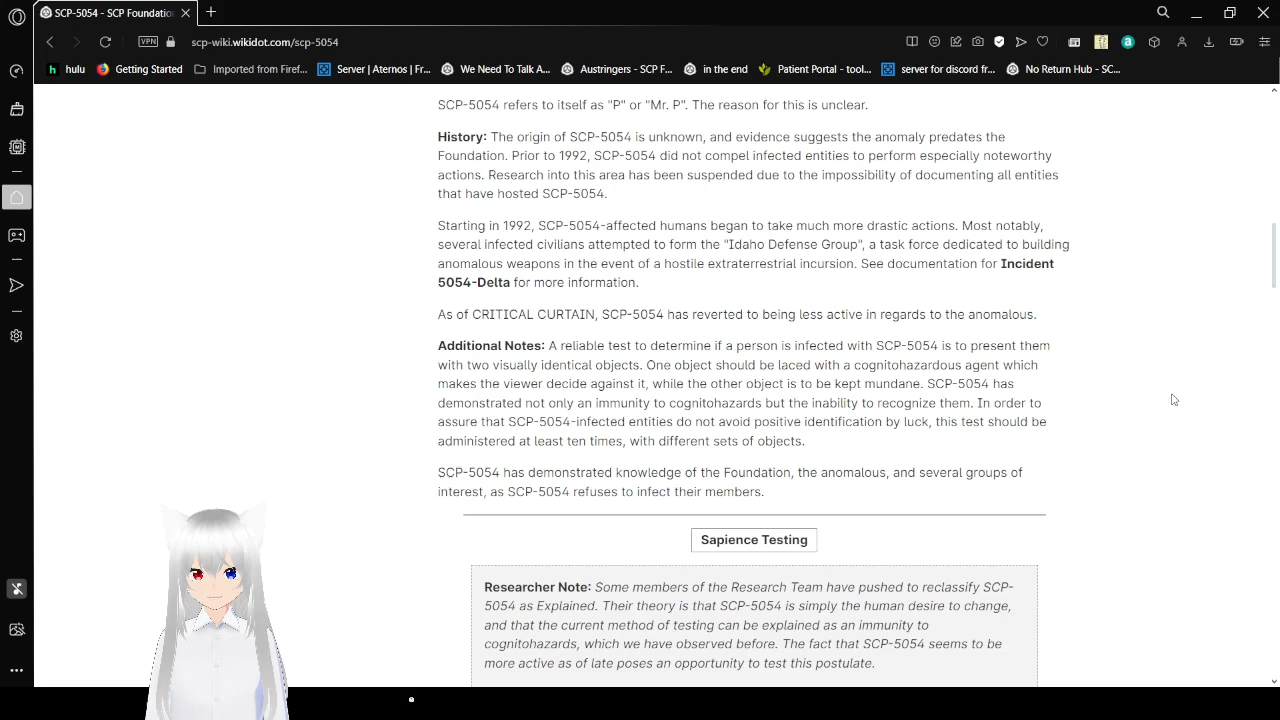 SCP-5054 - SCP Foundatio
VPN
scp-wiki.wikidot.com/scp-5054
hulu
Getting Started
Imported from Firef...
Server | Aternos | Fr...
We Need To Talk A...
Austringers - SCP F...
in the end
Patient Portal - tool...
server for discord fr...
No Return Hub - SC...
SCP-5054 refers to itself as "P" or "Mr. P". The reason for this is unclear.
History: The origin of SCP-5054 is unknown, and evidence suggests the anomaly predates the
Foundation. Prior to 1992, SCP-5054 did not compel infected entities to perform especially noteworthy
actions. Research into this area has been suspended due to the impossibility of documenting all entities
that have hosted SCP-5054.
Starting in 1992, SCP-5054-affected humans began to take much more drastic actions. Most notably,
several infected civilians attempted to form the "Idaho Defense Group", a task force dedicated to building
anomalous weapons in the event of a hostile extraterrestrial incursion. See documentation for Incident
5054-Delta for more information.
As of CRITICAL CURTAIN, SCP-5054 has reverted to being less active in regards to the anomalous.
Additional Notes: A reliable test to determine if a person is infected with SCP-5054 is to present them
with two visually identical objects. One object should be laced with a cognitohazardous agent which
makes the viewer decide against it, while the other object is to be kept mundane. SCP-5054 has
demonstrated not only an immunity to cognitohazards but the inability to recognize them. In order to
assure that SCP-5054-infected entities do not avoid positive identification by luck, this test should be
administered at least ten times, with different sets of objects.
SCP-5054 has demonstrated knowledge of the Foundation, the anomalous, and several groups of
interest, as SCP-5054 refuses to infect their members.
Sapience Testing
Researcher Note: Some members of the Research Team have pushed to reclassify SCP-
5054 as Explained. Their theory is that SCP-5054 is simply the human desire to change,
and that the current method of testing can be explained as an immunity to
cognitohazards, which we have observed before. The fact that SCP-5054 seems to be
more active as of late poses an opportunity to test this postulate.